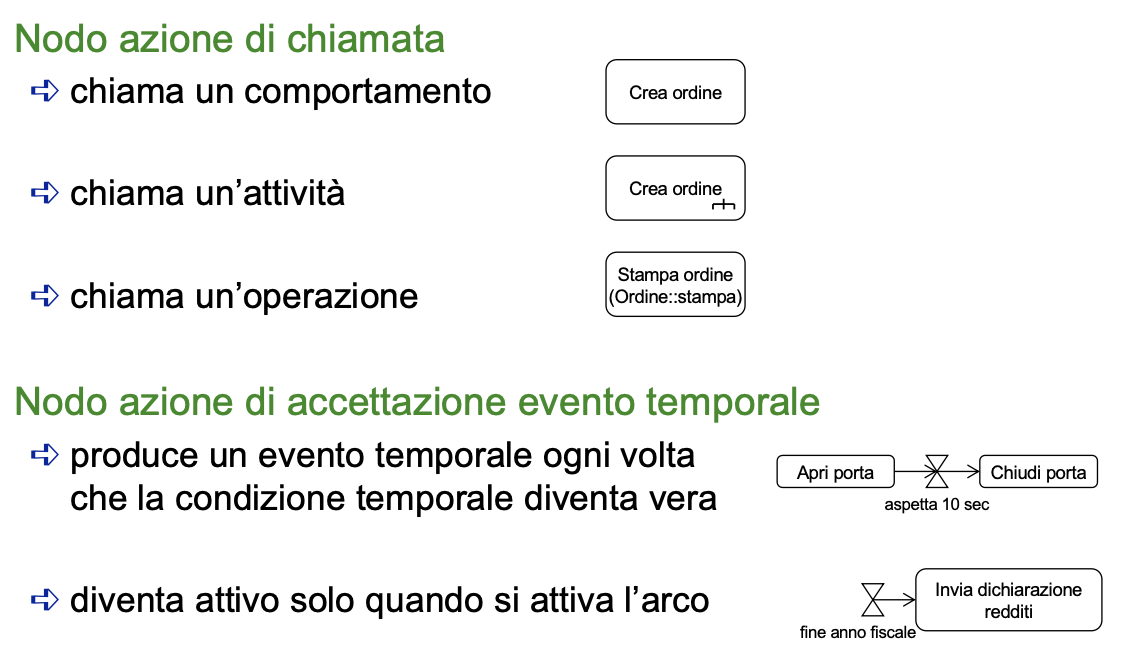 Nodo azione di chiamata
chiama un comportamento
Crea ordine
chiama un'attività
Crea ordine
chiama un'operazione
Stampa ordine
(Ordine::stampa)
Nodo azione di accettazione evento temporale
produce un evento temporale ogni volta
che la condizione temporale diventa vera
Apri porta
Chiudi porta
aspetta 10 sec
diventa attivo solo quando si attiva l'arco
Invia dichiarazione
redditi
fine anno fiscale